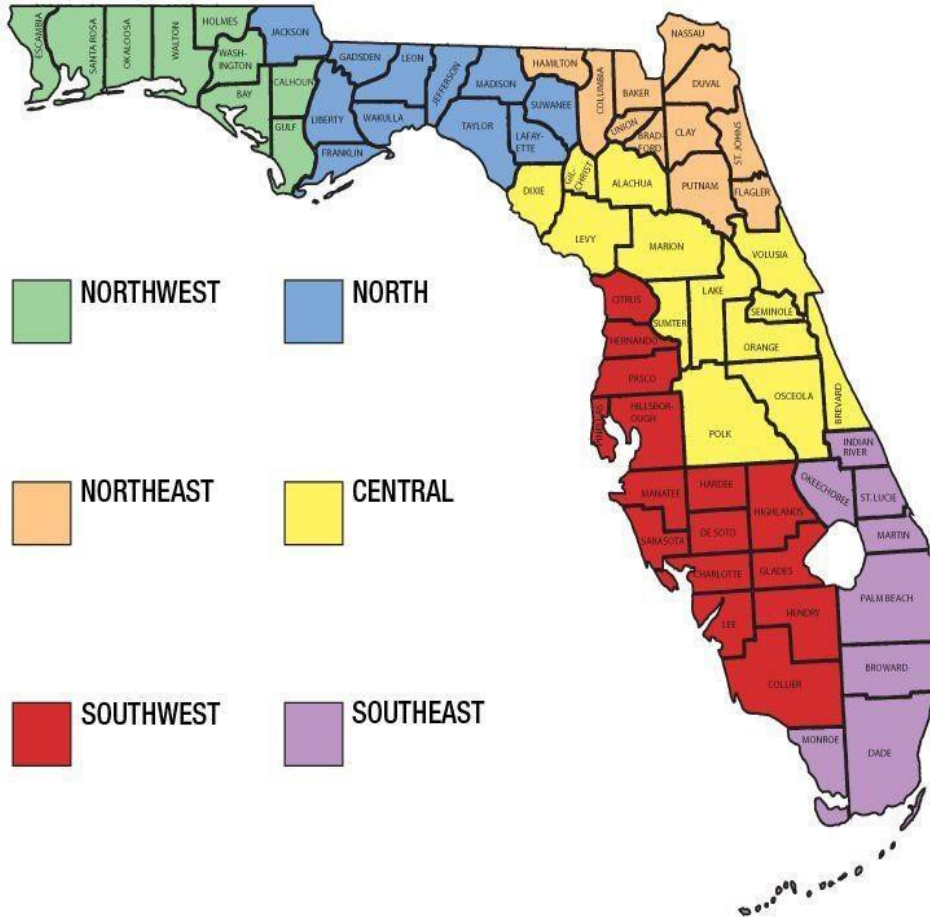 ESCAMBIA
SANTA ROSA
OKALOOSA
WALTON
HOLMES
WASH-
INGTON
BAY
JACKSON
CALHOUN
GULF
GADSDEN
LIBERTY
FRANKLIN
LEON
WAKULLA
JEFFERSON
MADISON
TAYLOR
HAMILTON
SUWANEE
LAFAY-
ETTE
COLUMBIA
BAKER
UNION
BRAD-
FORD
NASSAU
DUVAL
CLAY
ST. JOHNS
PUTNAM
FLAGLER
DIXIE
GIL-
CHRIST
ALACHUA
LEVY
MARION
VOLUSIA
CITRUS
SUMTER
LAKE
SEMINOLE
HERNANDO
ORANGE
PASCO
OSCEOLA
BREVARD
PINELLAS
HILLSBOR-
OUGH
POLK
INDIAN
RIVER
MANATEE
HARDEE
HIGHLANDS
OKEECHOBEE
ST. LUCIE
SARASOTA
DE SOTO
MARTIN
CHARLOTTE
GLADES
PALM BEACH
LEE
HENDRY
BROWARD
COLLIER
MONROE
DADE
NORTHWEST
NORTH
NORTHEAST
CENTRAL
SOUTHWEST
SOUTHEAST